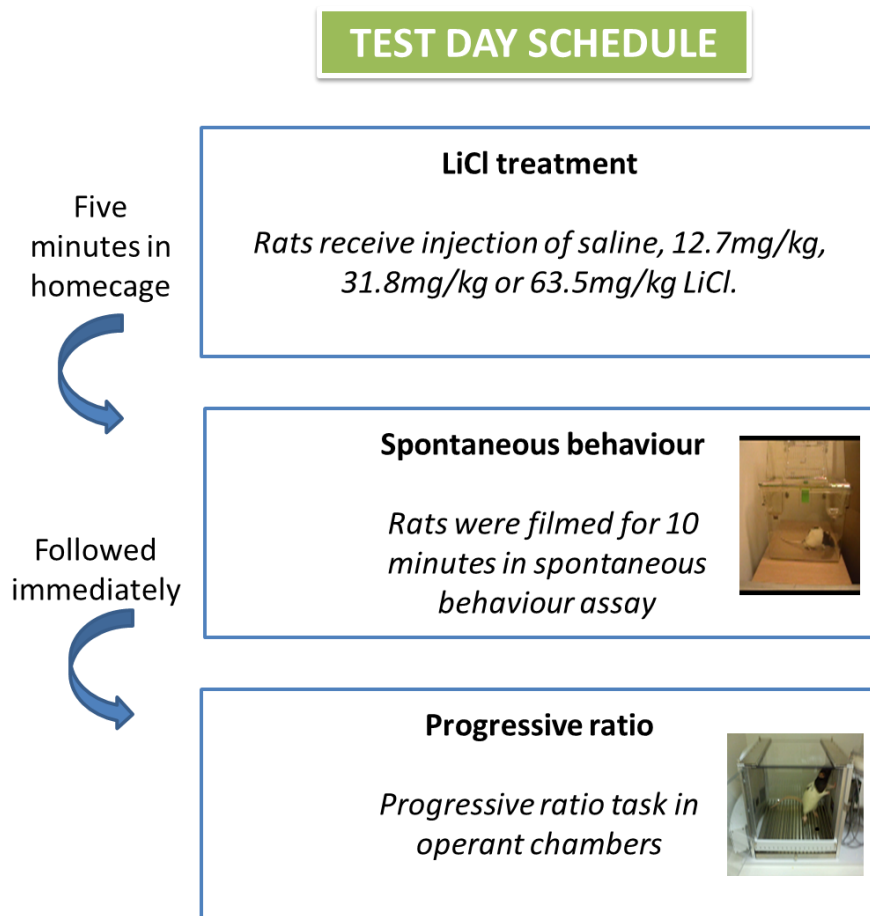 TEST DAY SCHEDULE
LiCl treatment
Rats receive injection of saline, 12.7mg/kg,
31.8mg/kg or 63.5mg/kg LiCl.
Five
minutes in
homecage
Spontaneous behaviour
Rats were filmed for 10
minutes in spontaneous
behaviour assay
Followed
immediately
Progressive ratio
Progressive ratio task in
operant chambers